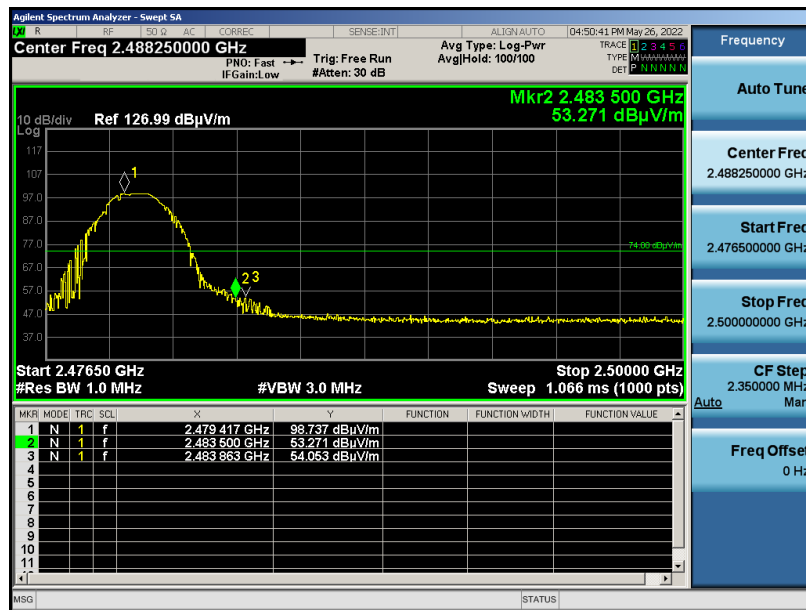 Agilent Spectrum Analyzer - Swept SA
LXI R RF 50 Ω AC CORREC SENSE:INT ALIGN AUTO 04:50:41 PM May 26, 2022
Center Freq 2.488250000 GHz
PNO: Fast
IFGain:Low
Trig: Free Run
#Atten: 30 dB
Avg Type: Log-Pwr
Avg|Hold: 100/100
TRACE 1 2 3 4 5 6
TYPE M
DET P N N N N N
Mkr2 2.483 500 GHz
53.271 dBµV/m
10 dB/div Ref 126.99 dBµV/m
Log
117
107
97.0
87.0
77.0
67.0
57.0
47.0
37.0
1
2 3
74.00 dBµV/m
Start 2.47650 GHz Stop 2.50000 GHz
#Res BW 1.0 MHz #VBW 3.0 MHz Sweep 1.066 ms (1000 pts)
MKR MODE TRC SCL X Y FUNCTION FUNCTION WIDTH FUNCTION VALUE
1 N 1 f 2.479 417 GHz 98.737 dBµV/m
2 N 1 f 2.483 500 GHz 53.271 dBµV/m
3 N 1 f 2.483 863 GHz 54.053 dBµV/m
4
5
6
7
8
9
10
11
MSG STATUS
Frequency
Auto Tune
Center Freq
2.488250000 GHz
Start Freq
2.476500000 GHz
Stop Freq
2.500000000 GHz
CF Step
2.350000 MHz
Auto Man
Freq Offset
0 Hz